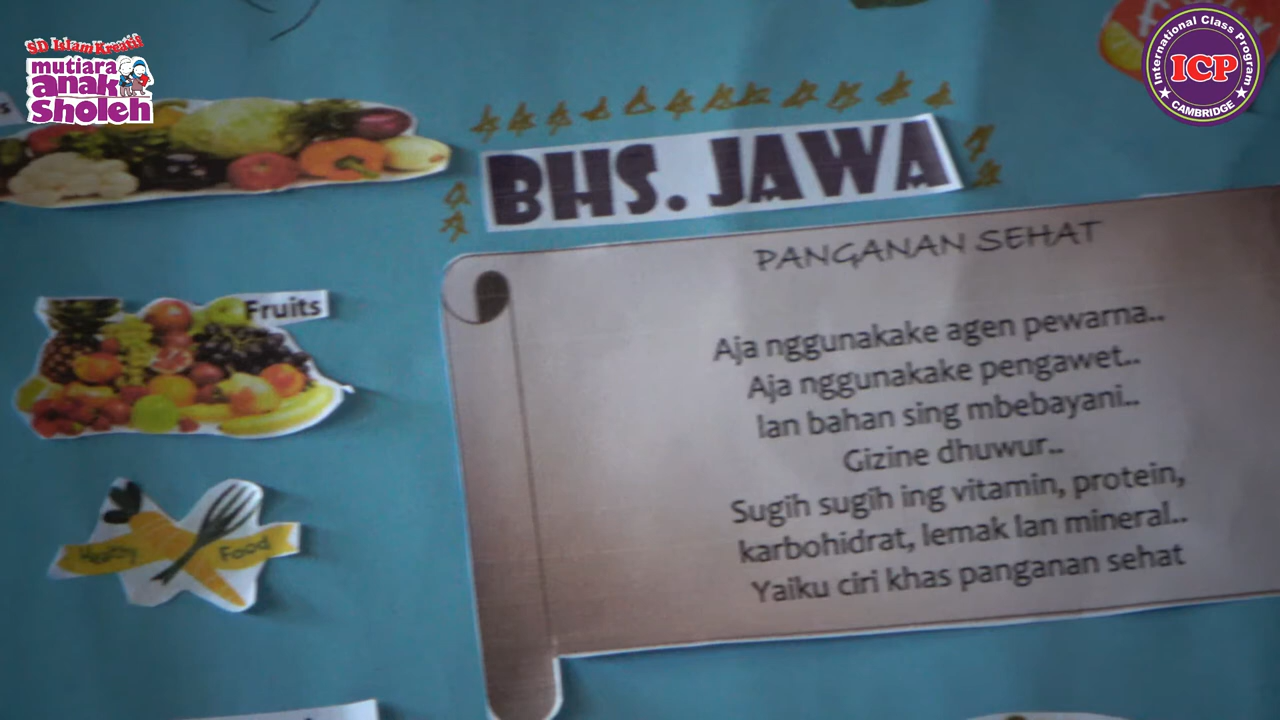 SD Islam Kreatif
mutiara
anak
Sholeh
International Class Program
ICP
CAMBRIDGE
BHS. JAWA
PANGANAN SEHAT
Aja nggunakake agen pewarna..
Aja nggunakake pengawet..
lan bahan sing mbebayani..
Gizine dhuwur..
Sugih sugih ing vitamin, protein,
karbohidrat, lemak lan mineral..
Yaiku ciri khas panganan sehat
Fruits
Healthy Food